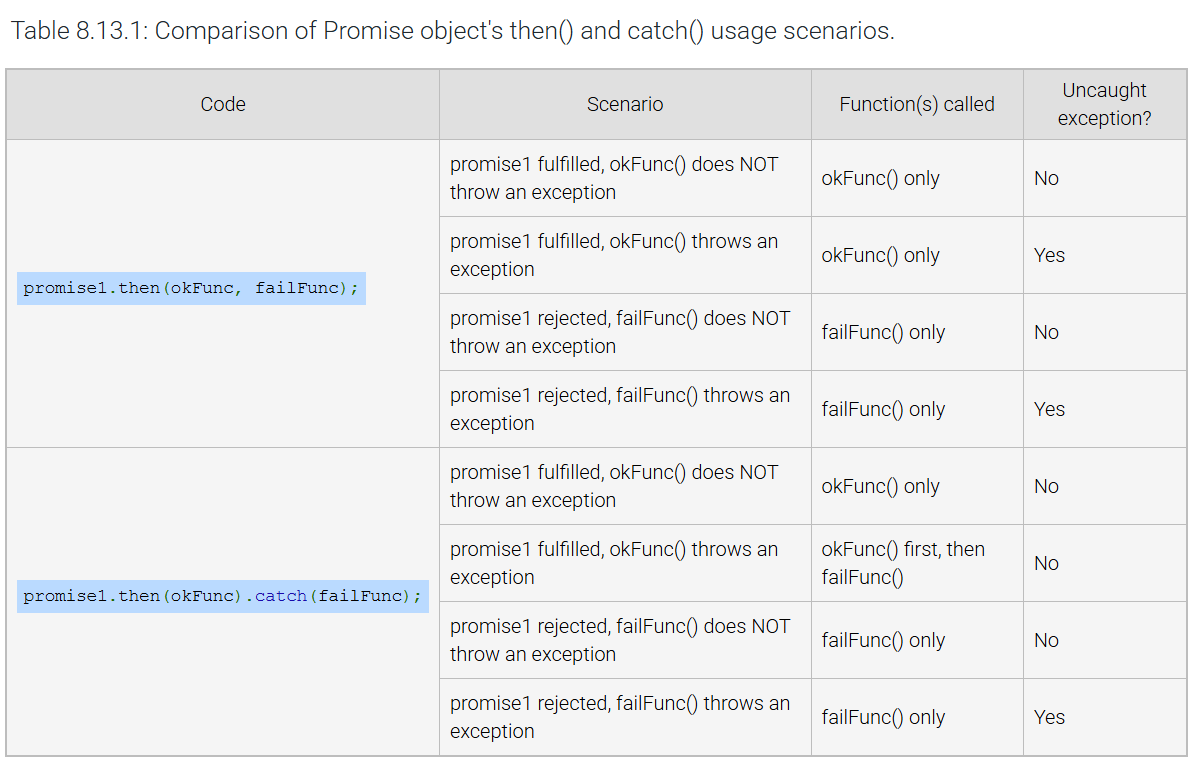 Table 8.13.1: Comparison of Promise object's then() and catch() usage scenarios.
Code
Scenario
Function(s) called
Uncaught
exception?
promise1.then(okFunc, failFunc);
promise1 fulfilled, okFunc() does NOT
throw an exception
okFunc() only
No
promise1 fulfilled, okFunc() throws an
exception
okFunc() only
Yes
promise1 rejected, failFunc() does NOT
throw an exception
failFunc() only
No
promise1 rejected, failFunc() throws an
exception
failFunc() only
Yes
promise1.then(okFunc).catch(failFunc);
promise1 fulfilled, okFunc() does NOT
throw an exception
okFunc() only
No
promise1 fulfilled, okFunc() throws an
exception
okFunc() first, then
failFunc()
No
promise1 rejected, failFunc() does NOT
throw an exception
failFunc() only
No
promise1 rejected, failFunc() throws an
exception
failFunc() only
Yes